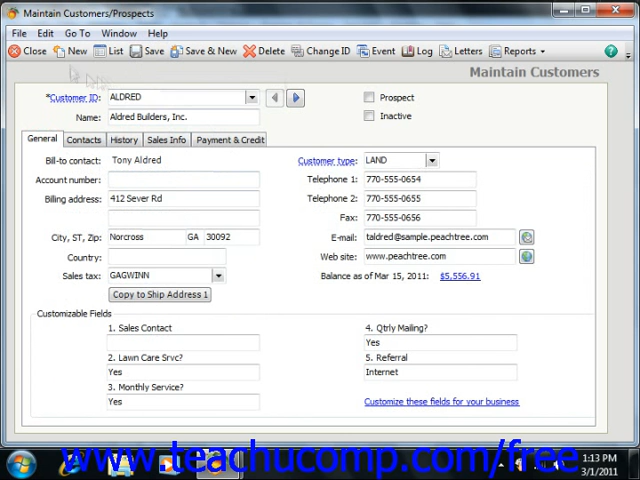 Maintain Customers/Prospects
File Edit Go To Window Help
Close New List Save Save & New Delete Change ID Event Log Letters Reports
Maintain Customers
*Customer ID: ALDRED Prospect
Name: Aldred Builders, Inc. Inactive
General Contacts History Sales Info Payment & Credit
Bill-to contact: Tony Aldred Customer type: LAND
Account number: Telephone 1: 770-555-0654
Billing address: 412 Sever Rd Telephone 2: 770-555-0655
Fax: 770-555-0656
City, ST, Zip: Norcross GA 30092 E-mail: taldred@sample.peachtree.com
Country: Web site: www.peachtree.com
Sales tax: GAGWINN Balance as of Mar 15, 2011: $5,556.91
Copy to Ship Address 1
Customizable Fields
1. Sales Contact 4. Qtrly Mailing?
Yes
2. Lawn Care Srvc? 5. Referral
Yes Internet
3. Monthly Service?
Yes Customize these fields for your business
www.teachucomp.com/free
1:13 PM
3/1/2011